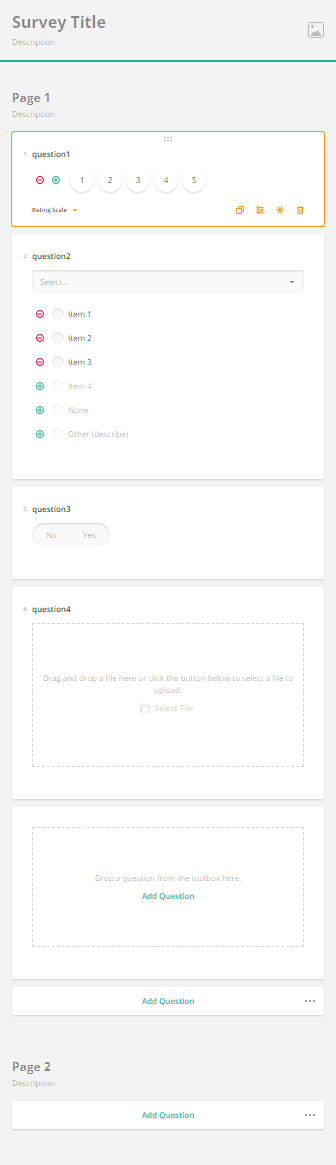 Survey Title
Description
Page 1
Description
1. question1
1 2 3 4 5
Rating Scale
2. question2
Select...
Item 1
Item 2
Item 3
Item 4
None
Other (describe)
3. question3
No Yes
4. question4
Drag and drop a file here or click the button below to select a file to
upload.
Select File
Drop a question from the toolbox here.
Add Question
Add Question
Page 2
Description
Add Question